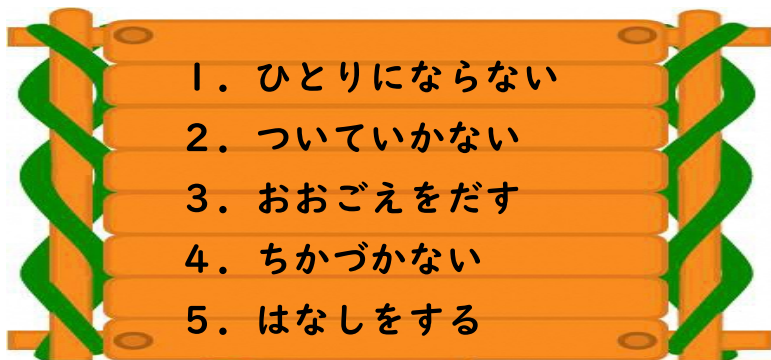 １．ひとりにならない
２．ついていかない
３．おおごえをだす
４．ちかづかない
５．はなしをする